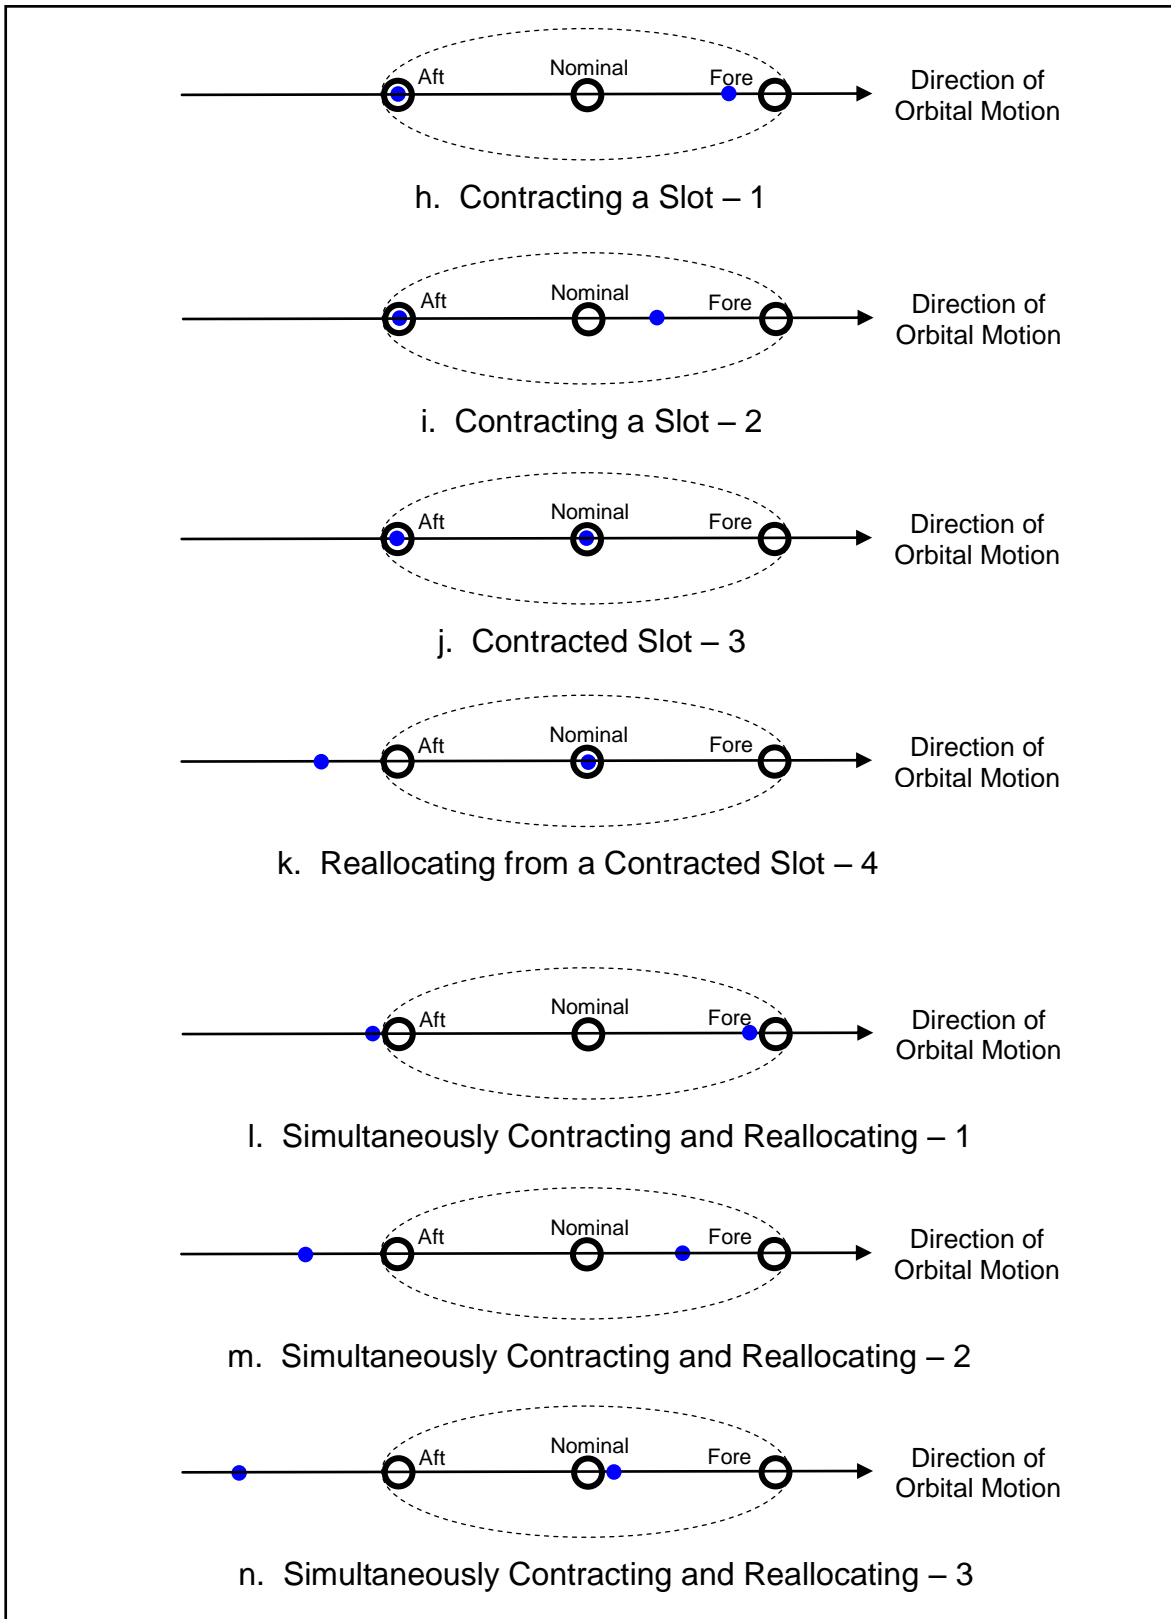 Aft
Nominal
Fore
Direction of
Orbital Motion
h. Contracting a Slot – 1
Aft
Nominal
Fore
Direction of
Orbital Motion
i. Contracting a Slot – 2
Aft
Nominal
Fore
Direction of
Orbital Motion
j. Contracted Slot – 3
Aft
Nominal
Fore
Direction of
Orbital Motion
k. Reallocating from a Contracted Slot – 4
Aft
Nominal
Fore
Direction of
Orbital Motion
l. Simultaneously Contracting and Reallocating – 1
Aft
Nominal
Fore
Direction of
Orbital Motion
m. Simultaneously Contracting and Reallocating – 2
Aft
Nominal
Fore
Direction of
Orbital Motion
n. Simultaneously Contracting and Reallocating – 3